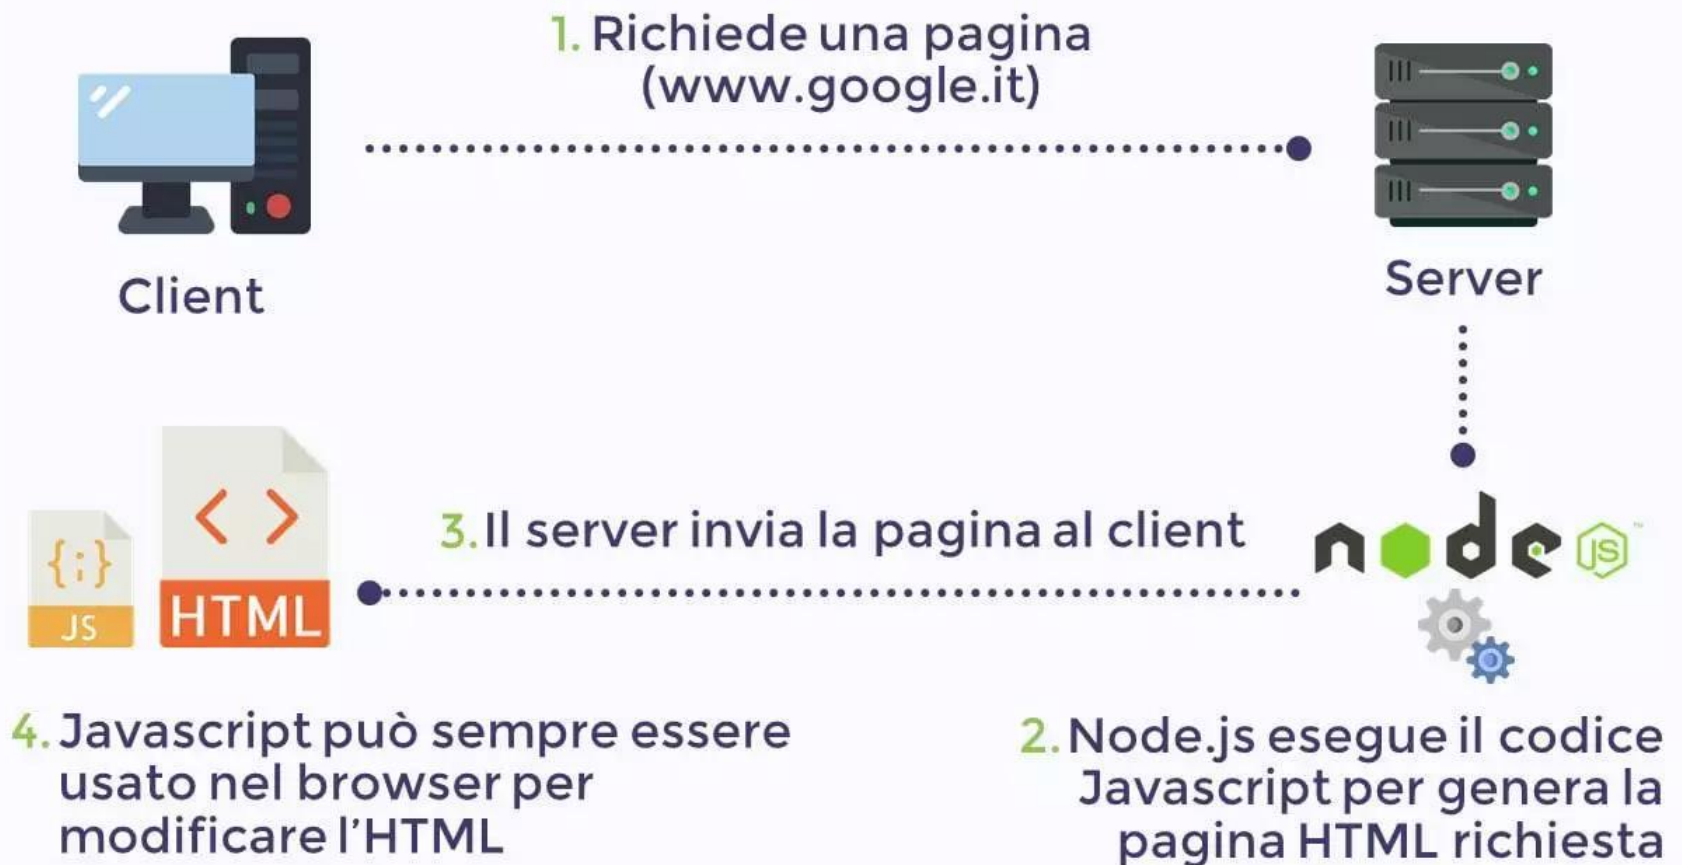 1. Richiede una pagina
(www.google.it)
Client
Server
3. Il server invia la pagina al client
node JS
™
{;}
JS
< >
HTML
4. Javascript può sempre essere
usato nel browser per
modificare l'HTML
2. Node.js esegue il codice
Javascript per genera la
pagina HTML richiesta